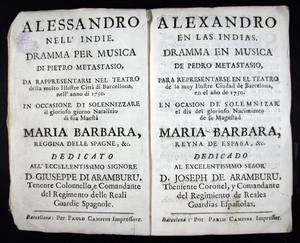 ALESSANDRO
NELL' INDIE.
DRAMMA PER MUSICA
DI PIETRO METASTASIO,
DA RAPPRESENTARSI NEL TEATRO
della molto Illustre Città di Barcelona,
nell' anno di 1750.
IN OCCASIONE DI SOLENNIZZARE
il glorioso giorno Natalizio
di sua Maestà
MARIA BARBARA,
REGGINA DELLE SPAGNE, &c.
DEDICATO
ALL' ECCELLENTISSIMO SIGNORE
D. GIUSEPPE DI ARAMBURU,
Tenente Colonnello, e Comandante
del Regimento delle Reali
Guardie Spagnole.
Barcelona: Por PABLO CAMPINS Impressor.
ALEXANDRO
EN LAS INDIAS.
DRAMMA EN MUSICA
DE PEDRO METASTASIO,
PARA REPRESENTARSE EN EL TEATRO
de la muy Ilustre Ciudad de Barcelona,
en el año de 1750.
EN OCASION DE SOLEMNIZAR
el dia del glorioso Nacimiento
de su Magestad
MARIA BARBARA,
REYNA DE ESPAÑA, &c.
DEDICADO
AL EXCELENTISSIMO SEÑOR
D. JOSEPH DE ARAMBURU,
Theniente Coronel, y Comandante
del Regimiento de Reales
Guardias Españolas.
Barcelona: Por PABLO CAMPINS Impressor.